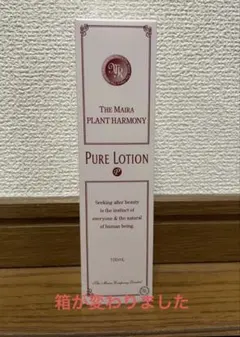 THE MAIRA
PLANT HARMONY
PURE LOTION
P
Seeking after beauty
is the instinct of
everyone & the natural
of human being.
箱が変わりました